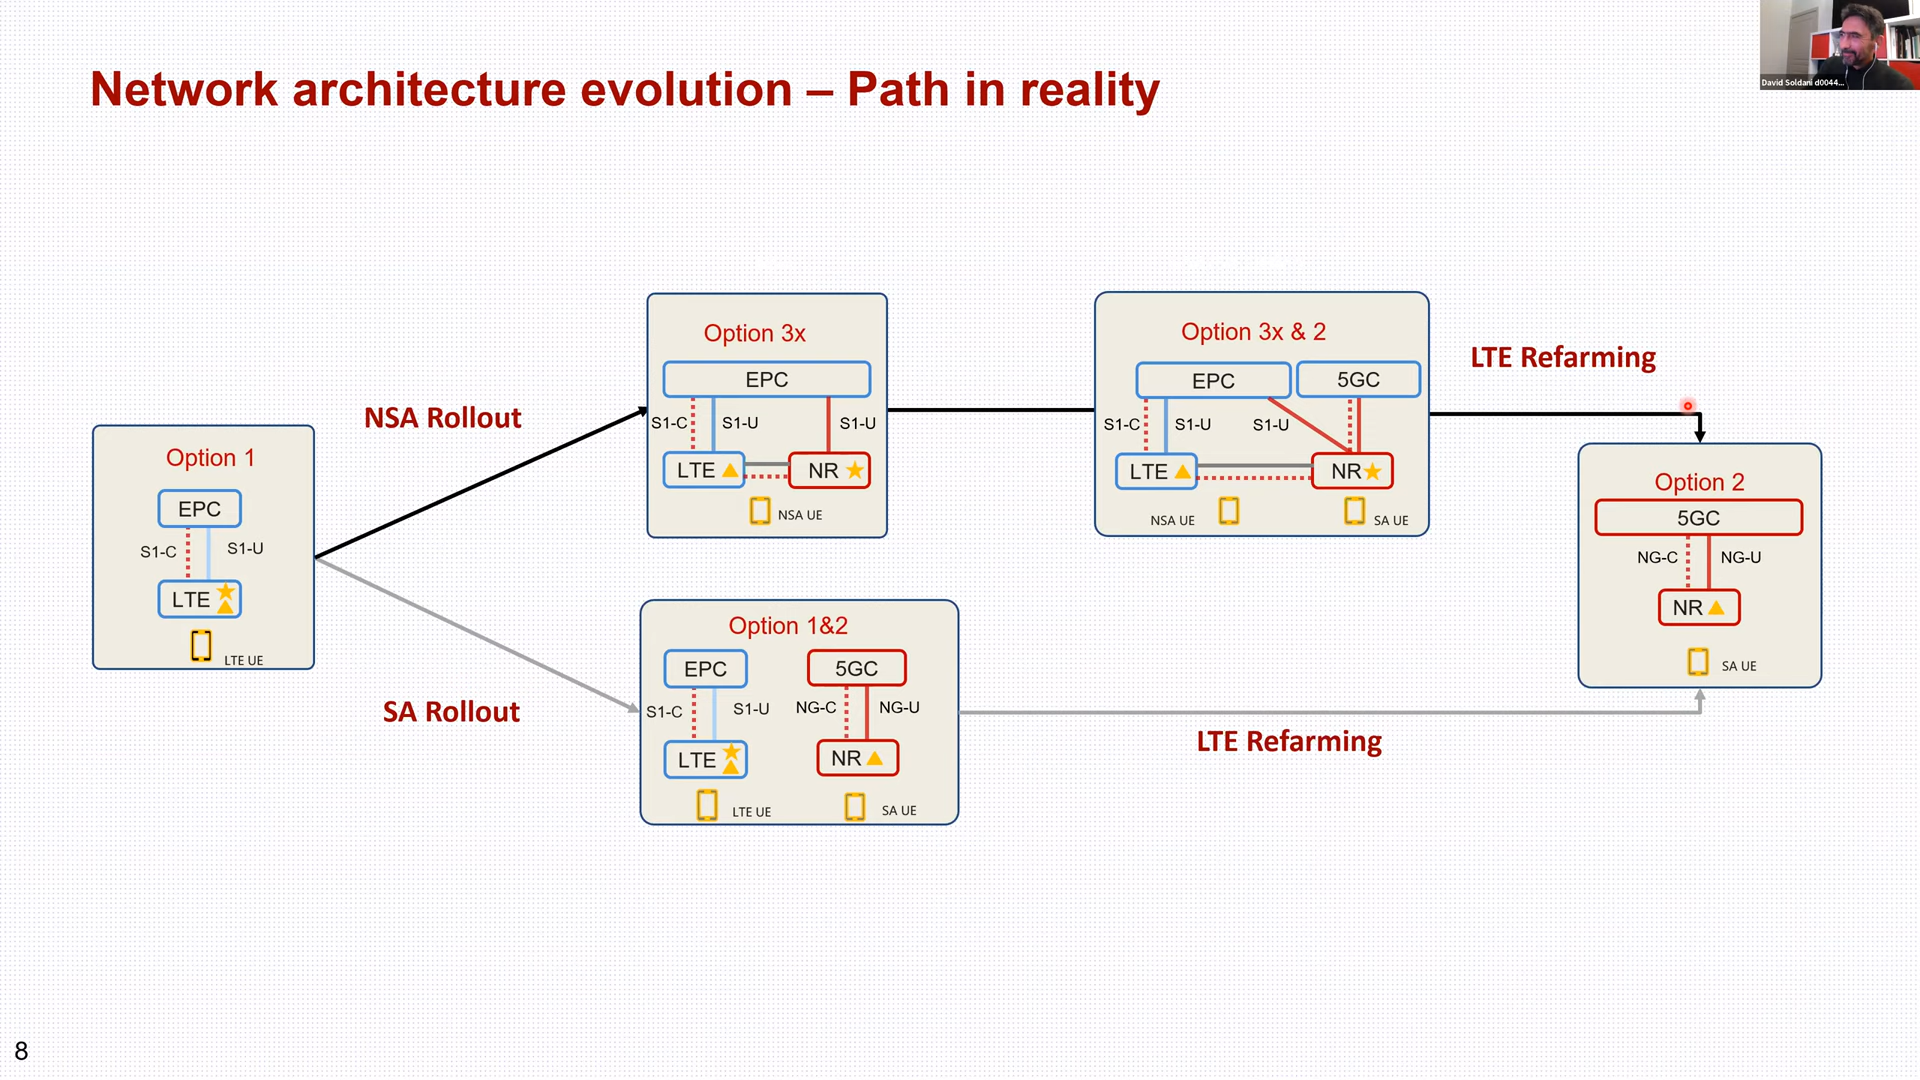 Network architecture evolution – Path in reality
David Soldani d0044...
NSA Rollout
SA Rollout
LTE Refarming
LTE Refarming
Option 1
EPC
S1-C
S1-U
LTE
LTE UE
Option 3x
EPC
S1-C
S1-U
S1-U
LTE
NR
NSA UE
Option 3x & 2
EPC
5GC
S1-C
S1-U
S1-U
LTE
NR
NSA UE
SA UE
Option 1&2
EPC
5GC
S1-C
S1-U
NG-C
NG-U
LTE
NR
LTE UE
SA UE
Option 2
5GC
NG-C
NG-U
NR
SA UE
8